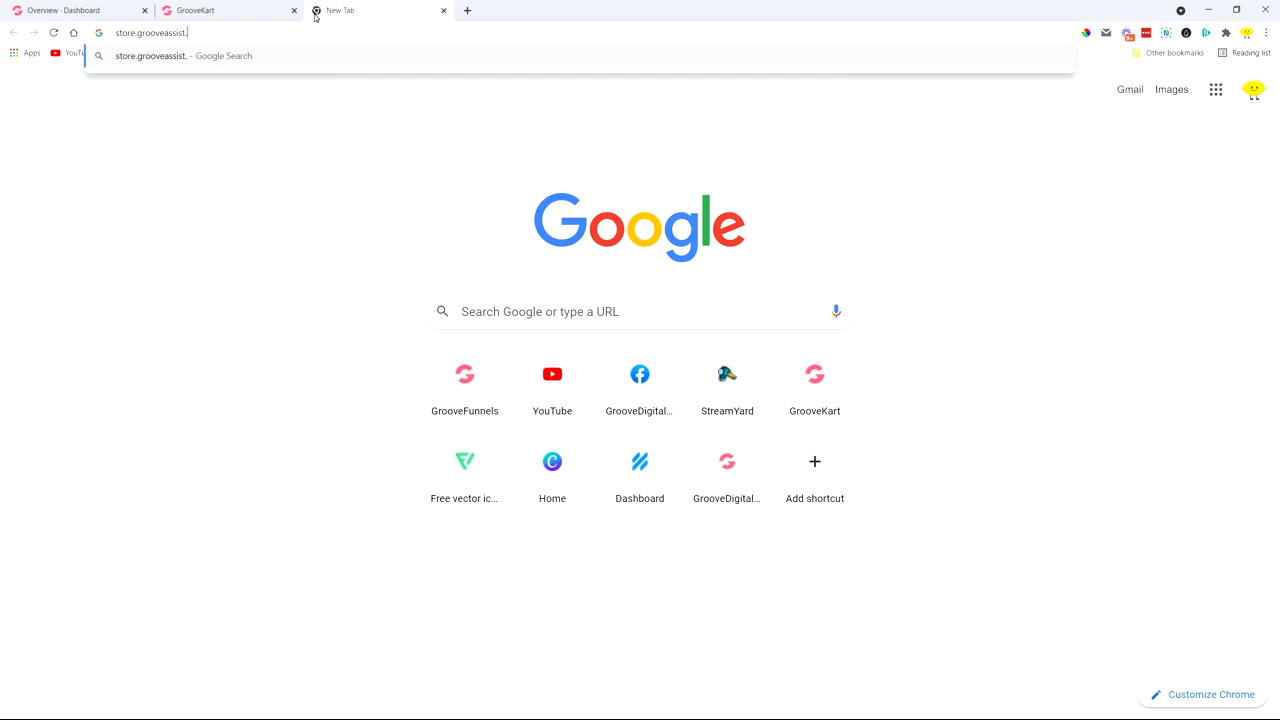 Overview - Dashboard
GrooveKart
New Tab
store.grooveassist.
store.grooveassist. - Google Search
Apps
YouTu
9+
Other bookmarks
Reading list
Gmail
Images
Google
Search Google or type a URL
GrooveFunnels
YouTube
GrooveDigital...
StreamYard
GrooveKart
Free vector ic...
Home
Dashboard
GrooveDigital...
Add shortcut
Customize Chrome